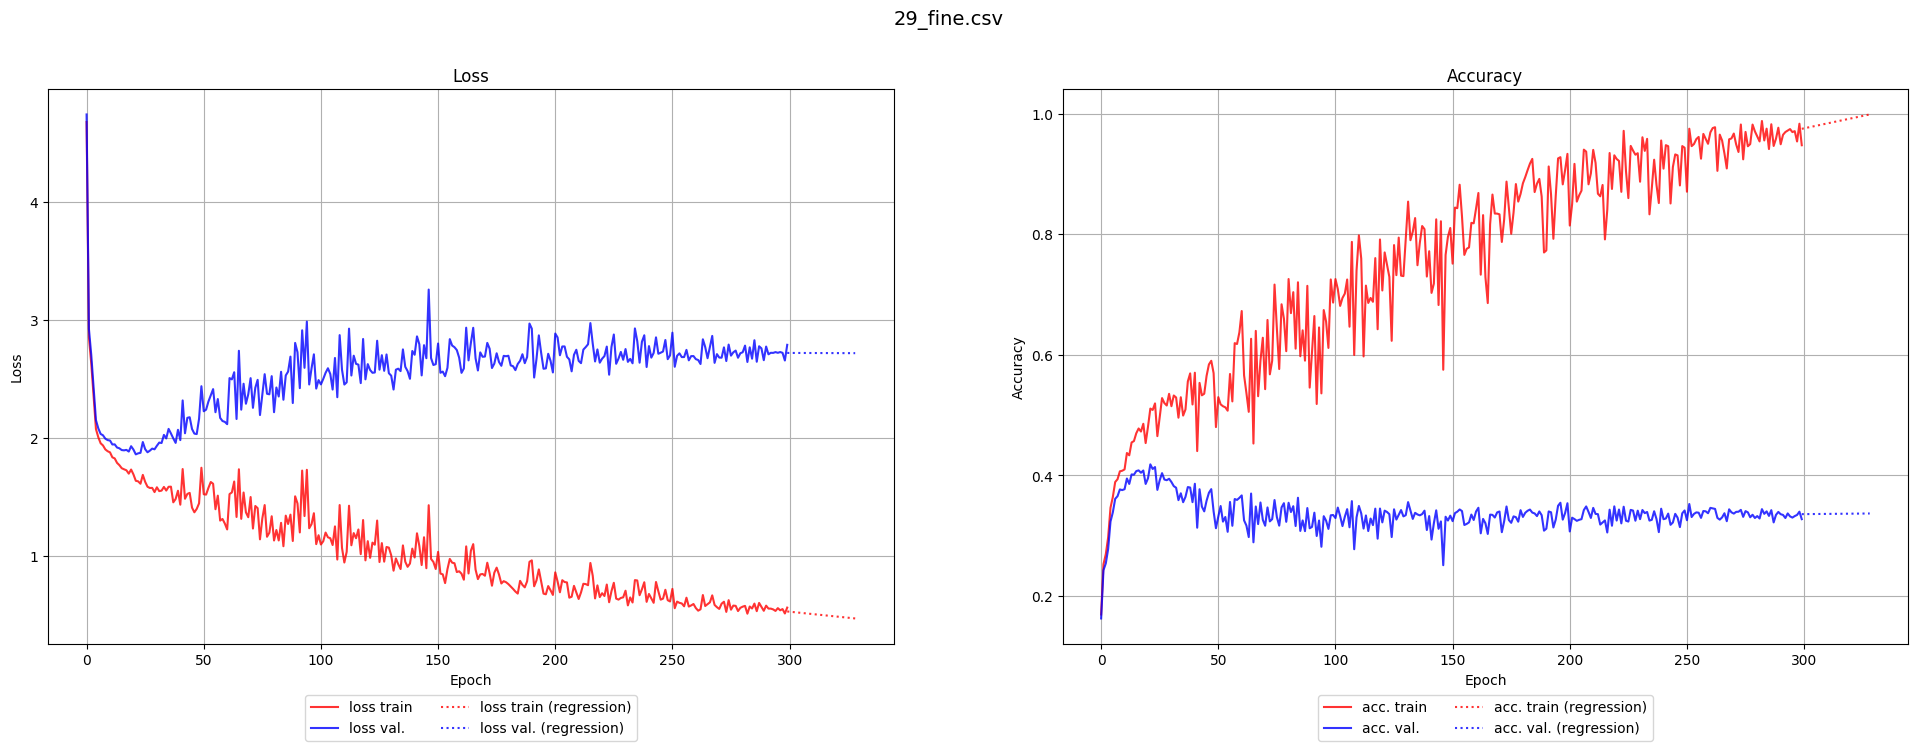 29_fine.csv
Loss
Loss
4
3
2
1
0 50 100 150 200 250 300
Epoch
loss train
loss val.
loss train (regression)
loss val. (regression)
Accuracy
Accuracy
1.0
0.8
0.6
0.4
0.2
0 50 100 150 200 250 300
Epoch
acc. train
acc. val.
acc. train (regression)
acc. val. (regression)